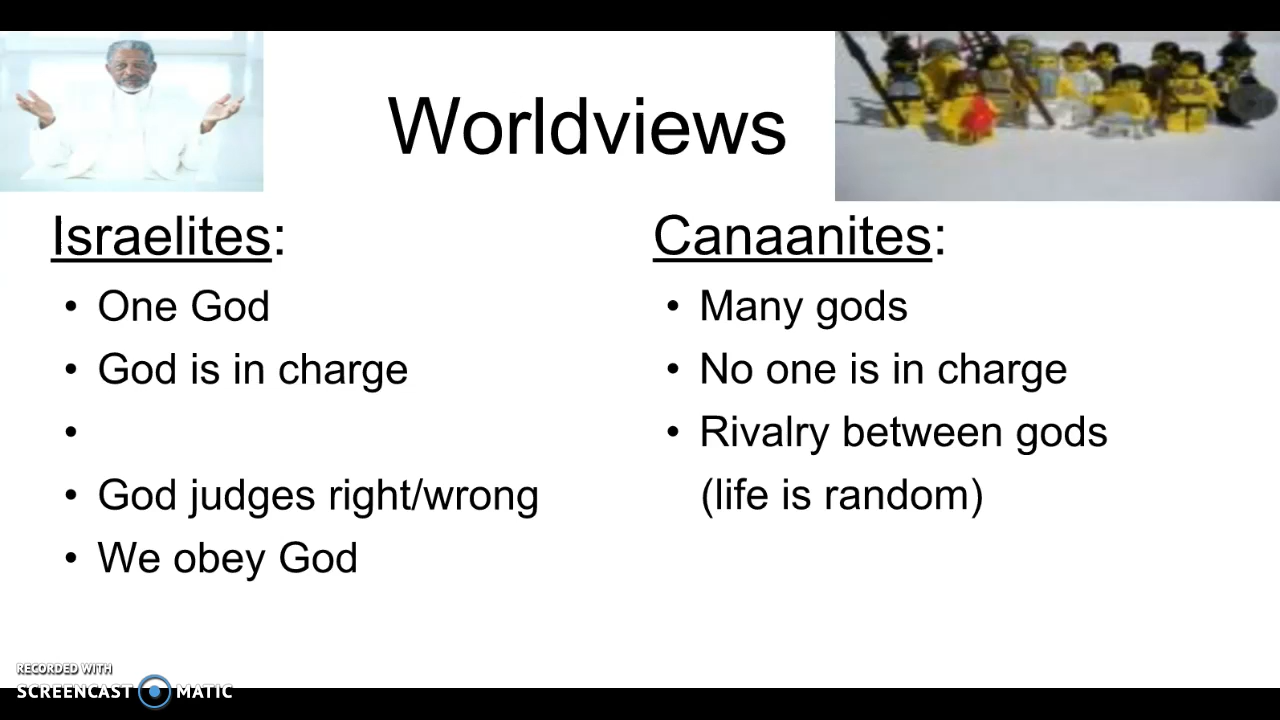 Worldviews
Israelites:
• One God
• God is in charge
•
• God judges right/wrong
• We obey God
Canaanites:
• Many gods
• No one is in charge
• Rivalry between gods
(life is random)
RECORDED WITH
SCREENCAST MATIC